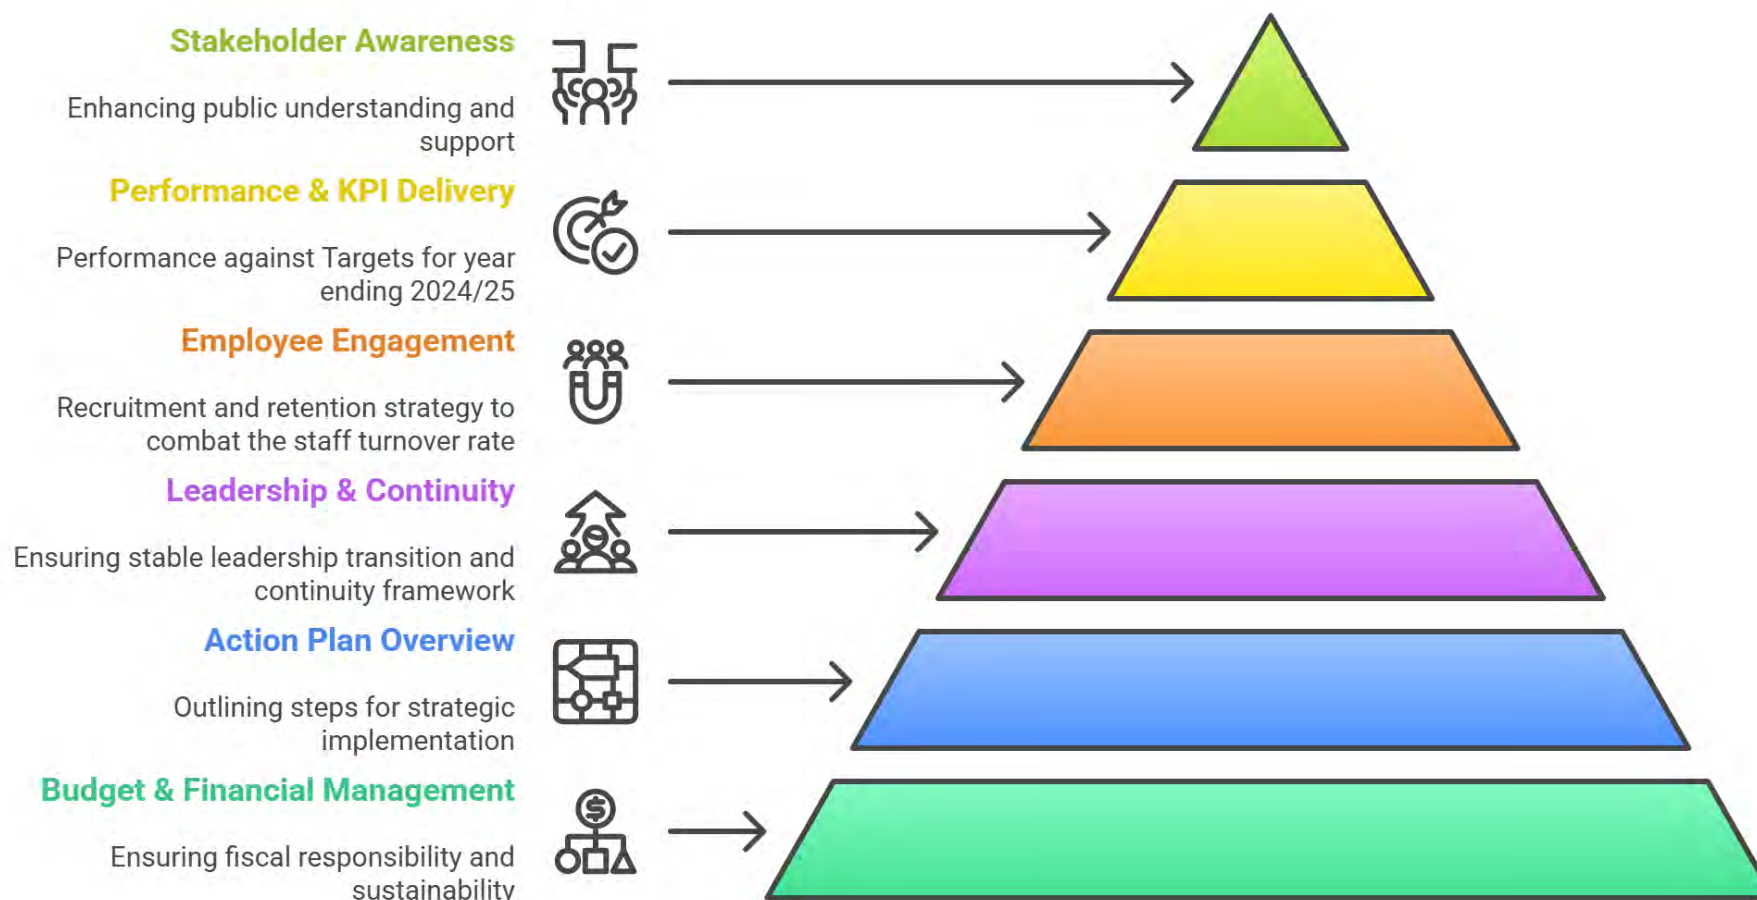 Stakeholder Awareness
Enhancing public understanding and
support
Performance & KPI Delivery
Performance against Targets for year
ending 2024/25
Employee Engagement
Recruitment and retention strategy to
combat the staff turnover rate
Leadership & Continuity
Ensuring stable leadership transition and
continuity framework
Action Plan Overview
Outlining steps for strategic
implementation
Budget & Financial Management
Ensuring fiscal responsibility and
sustainability